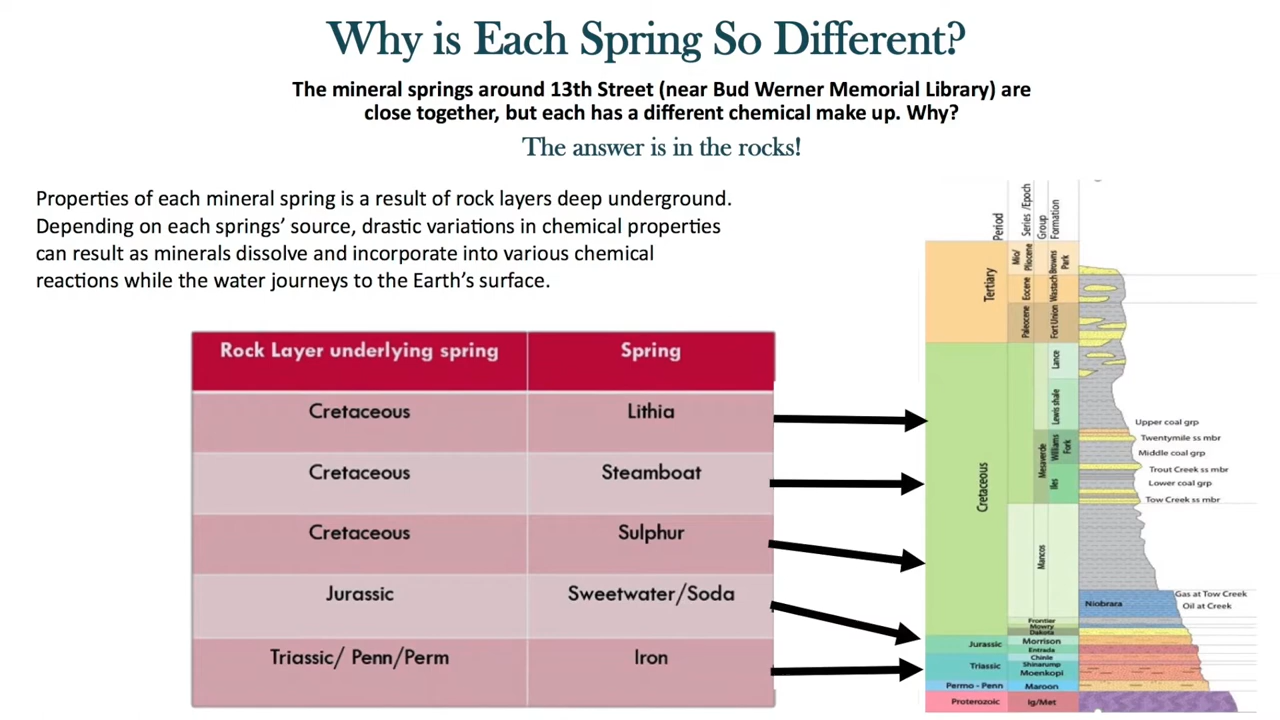 Why is Each Spring So Different?
The mineral springs around 13th Street (near Bud Werner Memorial Library) are
close together, but each has a different chemical make up. Why?
The answer is in the rocks!
Properties of each mineral spring is a result of rock layers deep underground.
Depending on each springs’ source, drastic variations in chemical properties
can result as minerals dissolve and incorporate into various chemical
reactions while the water journeys to the Earth’s surface.
Rock Layer underlying spring Spring
Cretaceous Lithia
Cretaceous Steamboat
Cretaceous Sulphur
Jurassic Sweetwater/Soda
Triassic/ Penn/Perm Iron
Period
Series /Epoch
Group
Formation
Tertiary
Mio/
Pliocene
Browns
Park
Eocene
Wastach
Paleocene
Fort Union
Cretaceous
Lance
Lewis shale
Mesaverde
Williams
Fork
Iles
Mancos
Upper coal grp
Twentymile ss mbr
Middle coal grp
Trout Creek ss mbr
Lower coal grp
Tow Creek ss mbr
Niobrara
Gas at Tow Creek
Oil at Creek
Frontier
Mowry
Dakota
Jurassic
Morrison
Entrada
Triassic
Chinle
Shinarump
Moenkopi
Permo - Penn
Maroon
Proterozoic
Ig/Met